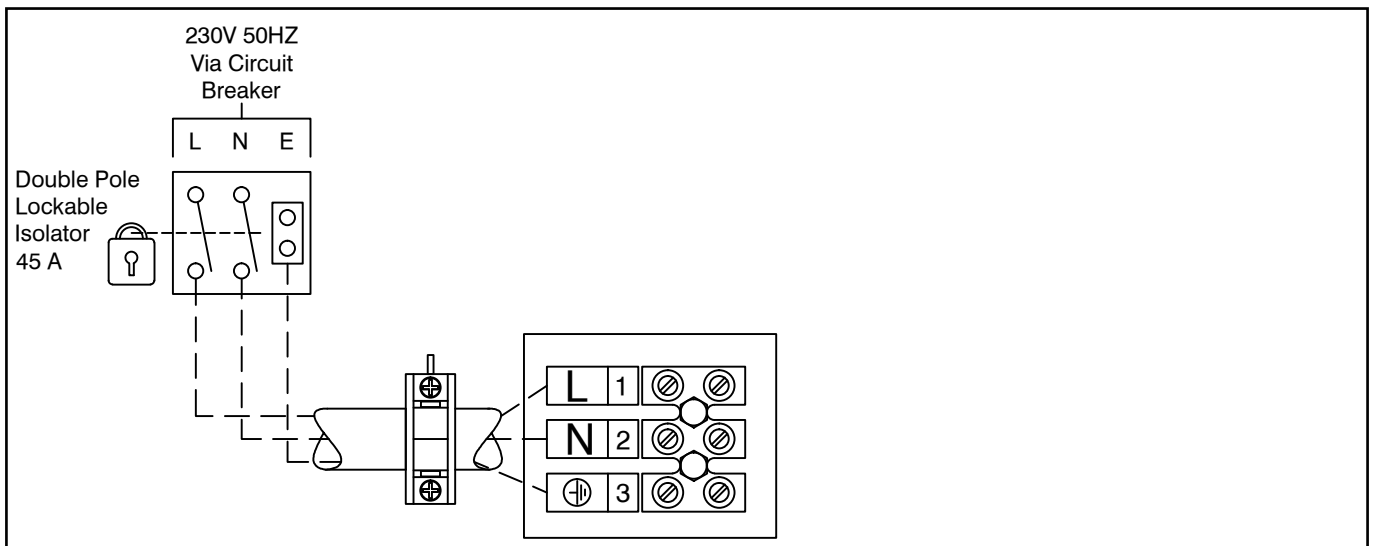 230V 50HZ
Via Circuit
Breaker
L N E
Double Pole
Lockable
Isolator
45 A
L 1
N 2
3